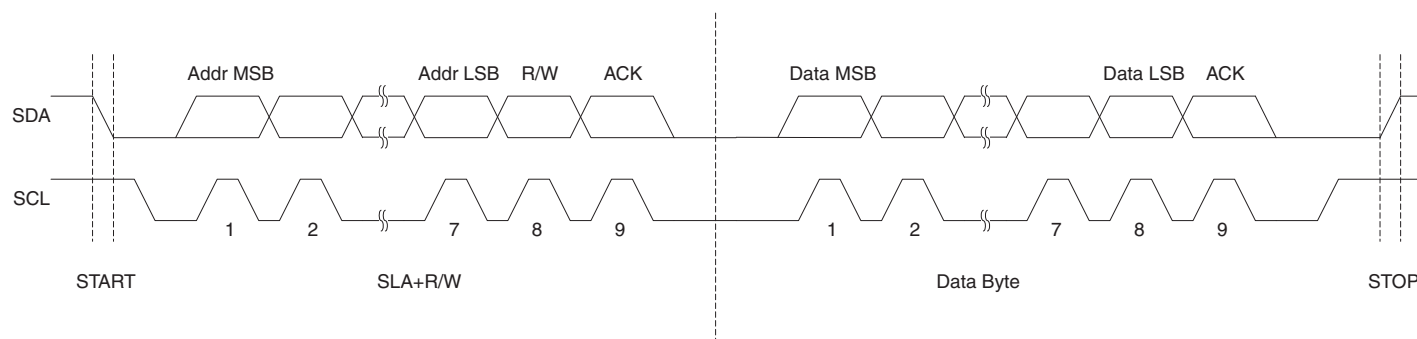 Addr MSB Addr LSB R/W ACK Data MSB Data LSB ACK
SDA
SCL
1 2 7 8 9 1 2 7 8 9
START SLA+R/W Data Byte STOP